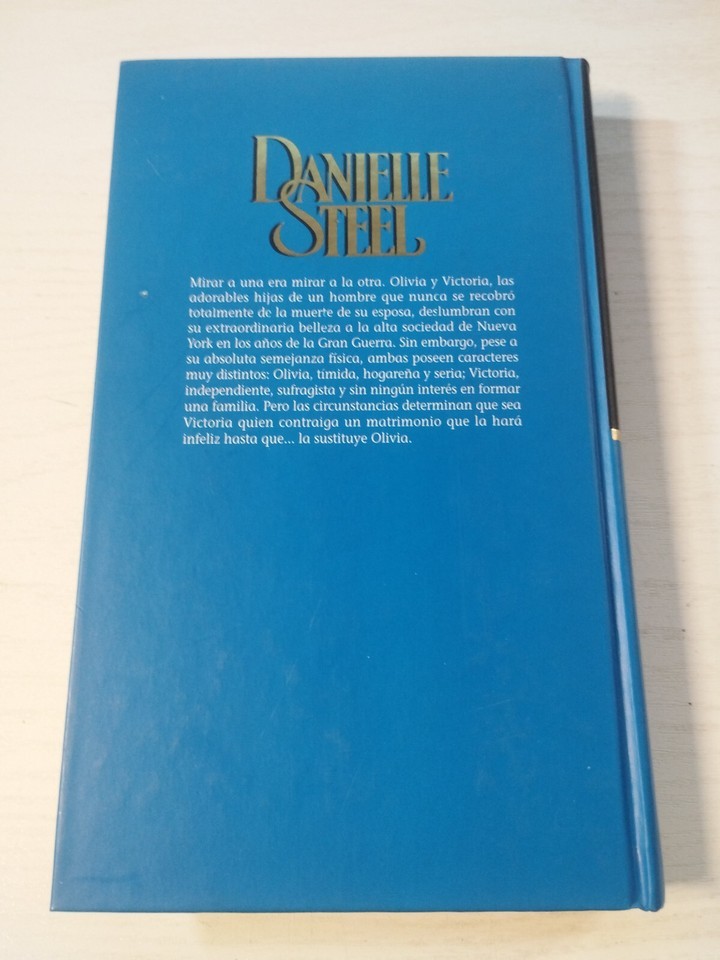 DANIELLE
STEEL
Mirar a una era mirar a la otra. Olivia y Victoria, las
adorables hijas de un hombre que nunca se recobró
totalmente de la muerte de su esposa, deslumbran con
su extraordinaria belleza a la alta sociedad de Nueva
York en los años de la Gran Guerra. Sin embargo, pese a
su absoluta semejanza física, ambas poseen caracteres
muy distintos: Olivia, tímida, hogareña y seria; Victoria,
independiente, sufragista y sin ningún interés en formar
una familia. Pero las circunstancias determinan que sea
Victoria quien contraiga un matrimonio que la hará
infeliz hasta que... la sustituye Olivia.